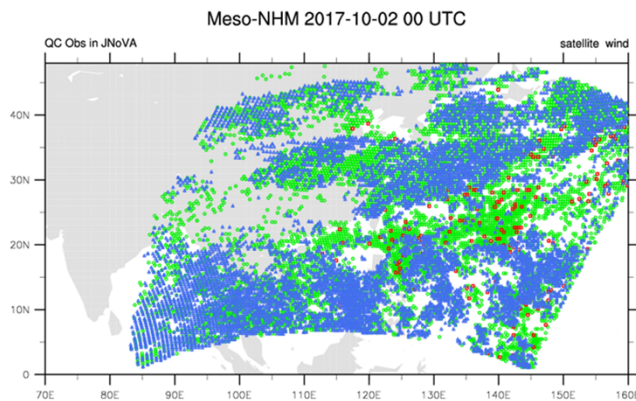 Meso-NHM 2017-10-02 00 UTC
QC Obs in JNoVA satellite wind
40N
30N
20N
10N
0
70E 80E 90E 100E 110E 120E 130E 140E 150E 160E